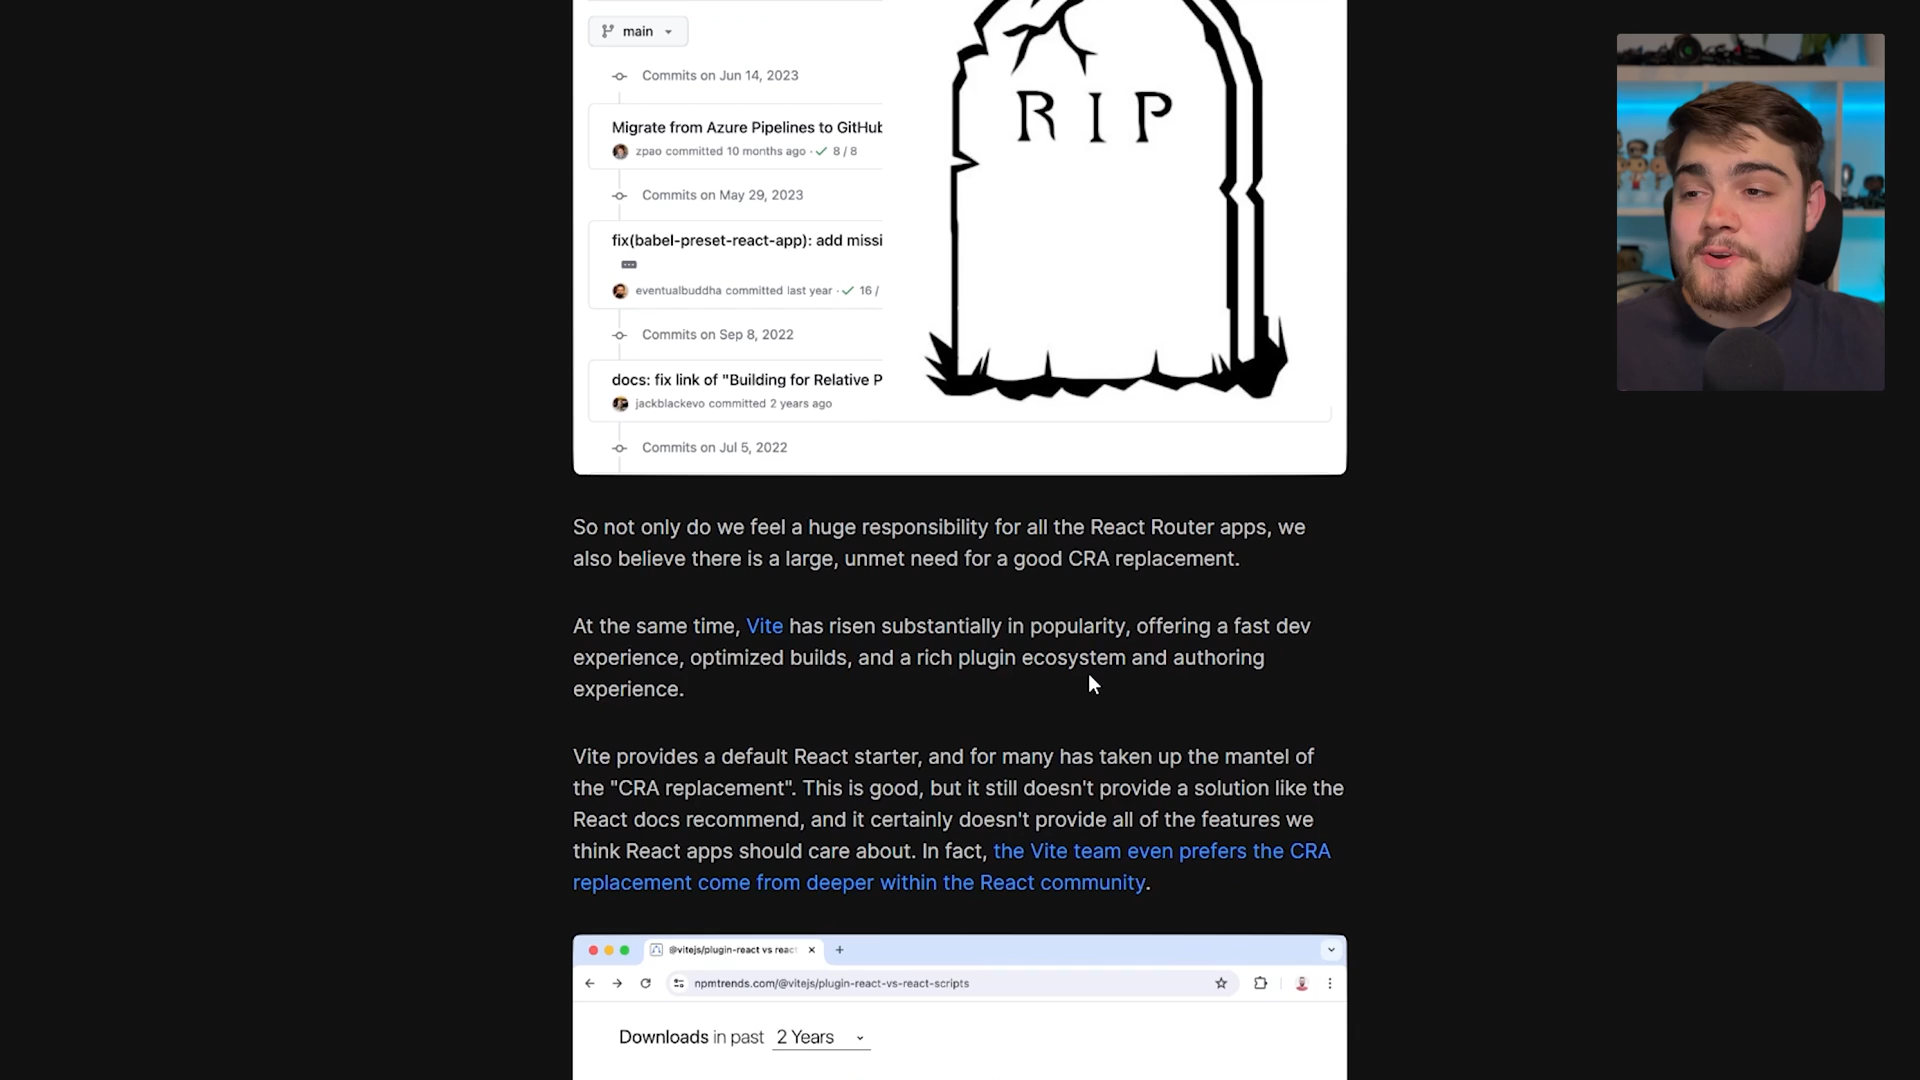 main
Commits on Jun 14, 2023
Migrate from Azure Pipelines to GitHub
zpao committed 10 months ago · 8 / 8
Commits on May 29, 2023
fix(babel-preset-react-app): add missi
eventualbuddha committed last year · 16 /
Commits on Sep 8, 2022
docs: fix link of "Building for Relative P
jackblackevo committed 2 years ago
Commits on Jul 5, 2022
RIP
So not only do we feel a huge responsibility for all the React Router apps, we
also believe there is a large, unmet need for a good CRA replacement.
At the same time, Vite has risen substantially in popularity, offering a fast dev
experience, optimized builds, and a rich plugin ecosystem and authoring
experience.
Vite provides a default React starter, and for many has taken up the mantel of
the "CRA replacement". This is good, but it still doesn't provide a solution like the
React docs recommend, and it certainly doesn't provide all of the features we
think React apps should care about. In fact, the Vite team even prefers the CRA
replacement come from deeper within the React community.
@vitejs/plugin-react vs react
npmtrends.com/@vitejs/plugin-react-vs-react-scripts
Downloads in past 2 Years